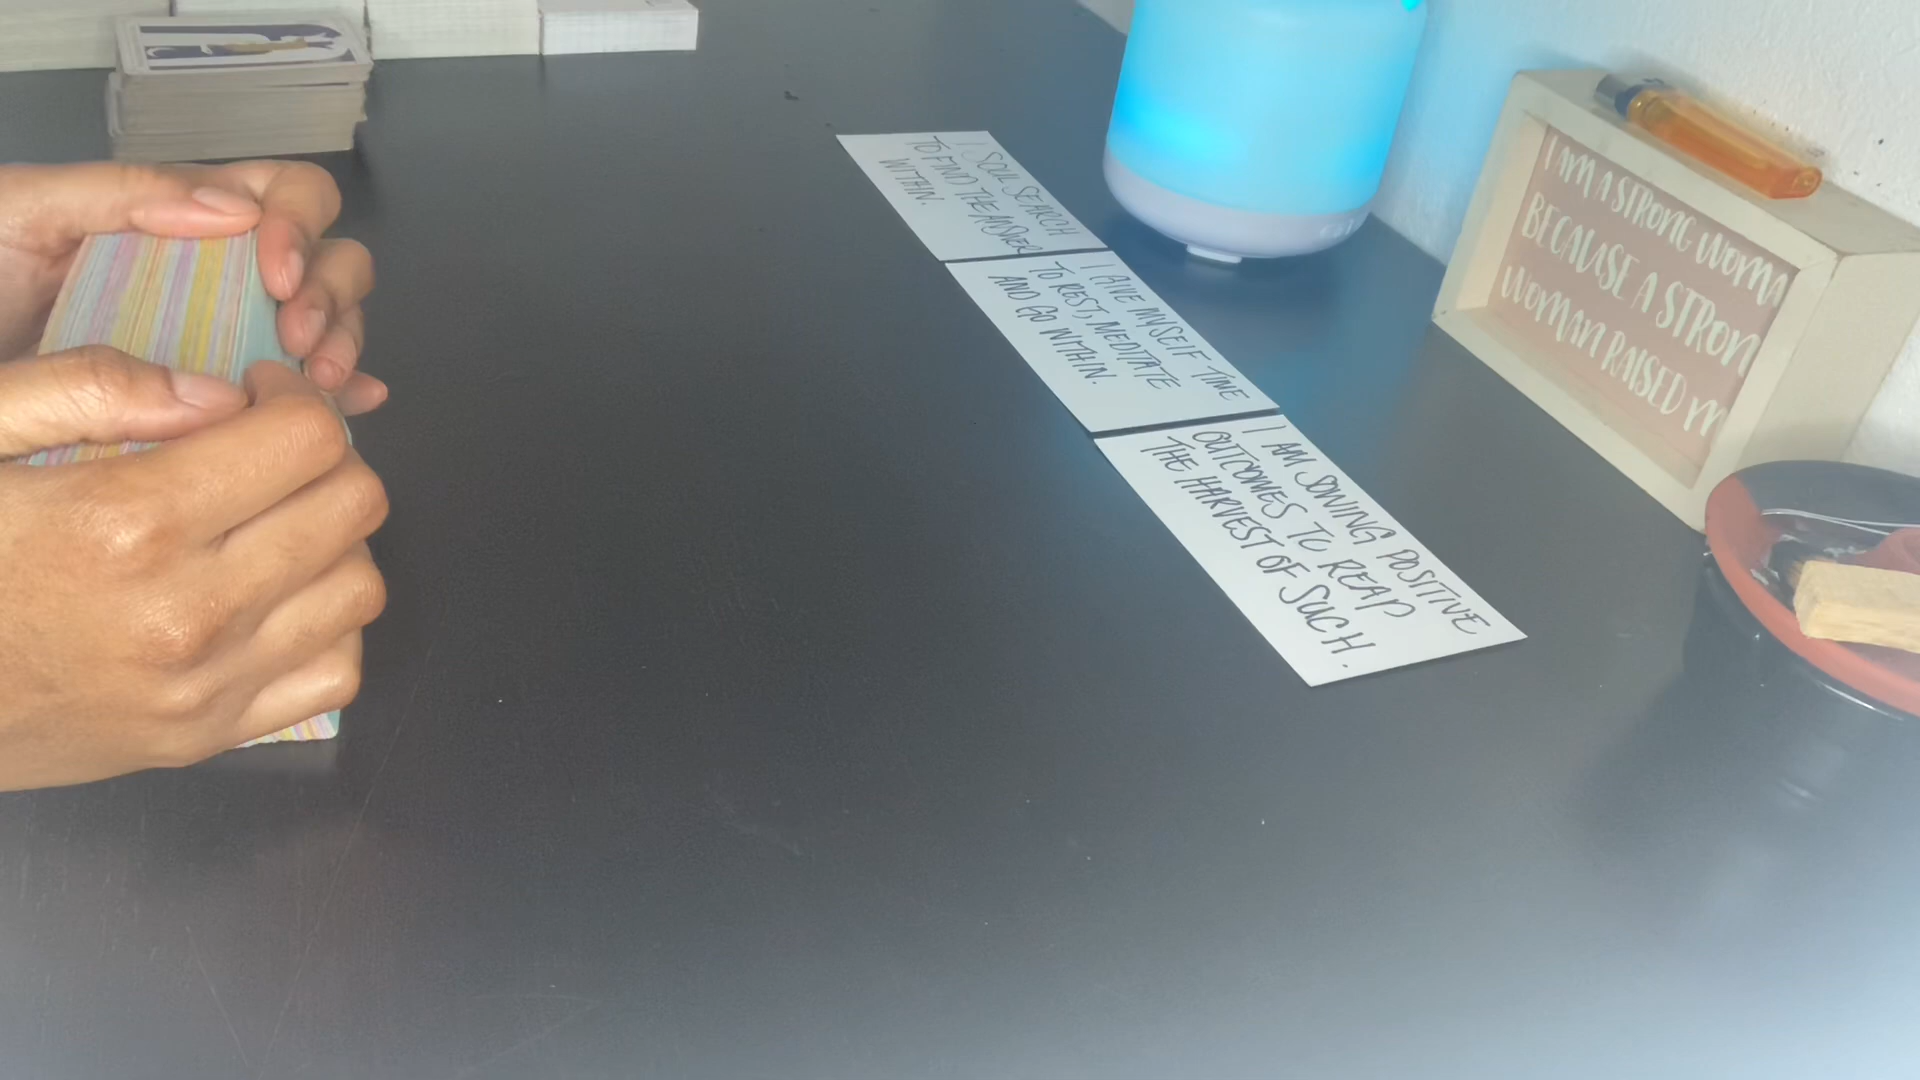 I SOUL SEARCH
TO FIND THE ANSWER
WITHIN.
I GIVE MYSELF TIME
TO REST, MEDITATE
AND GO WITHIN.
I AM SOWING POSITIVE
OUTCOMES TO REAP
THE HARVEST OF SUCH.
I AM A STRONG WOMA
BECAUSE A STRON
WOMAN RAISED M